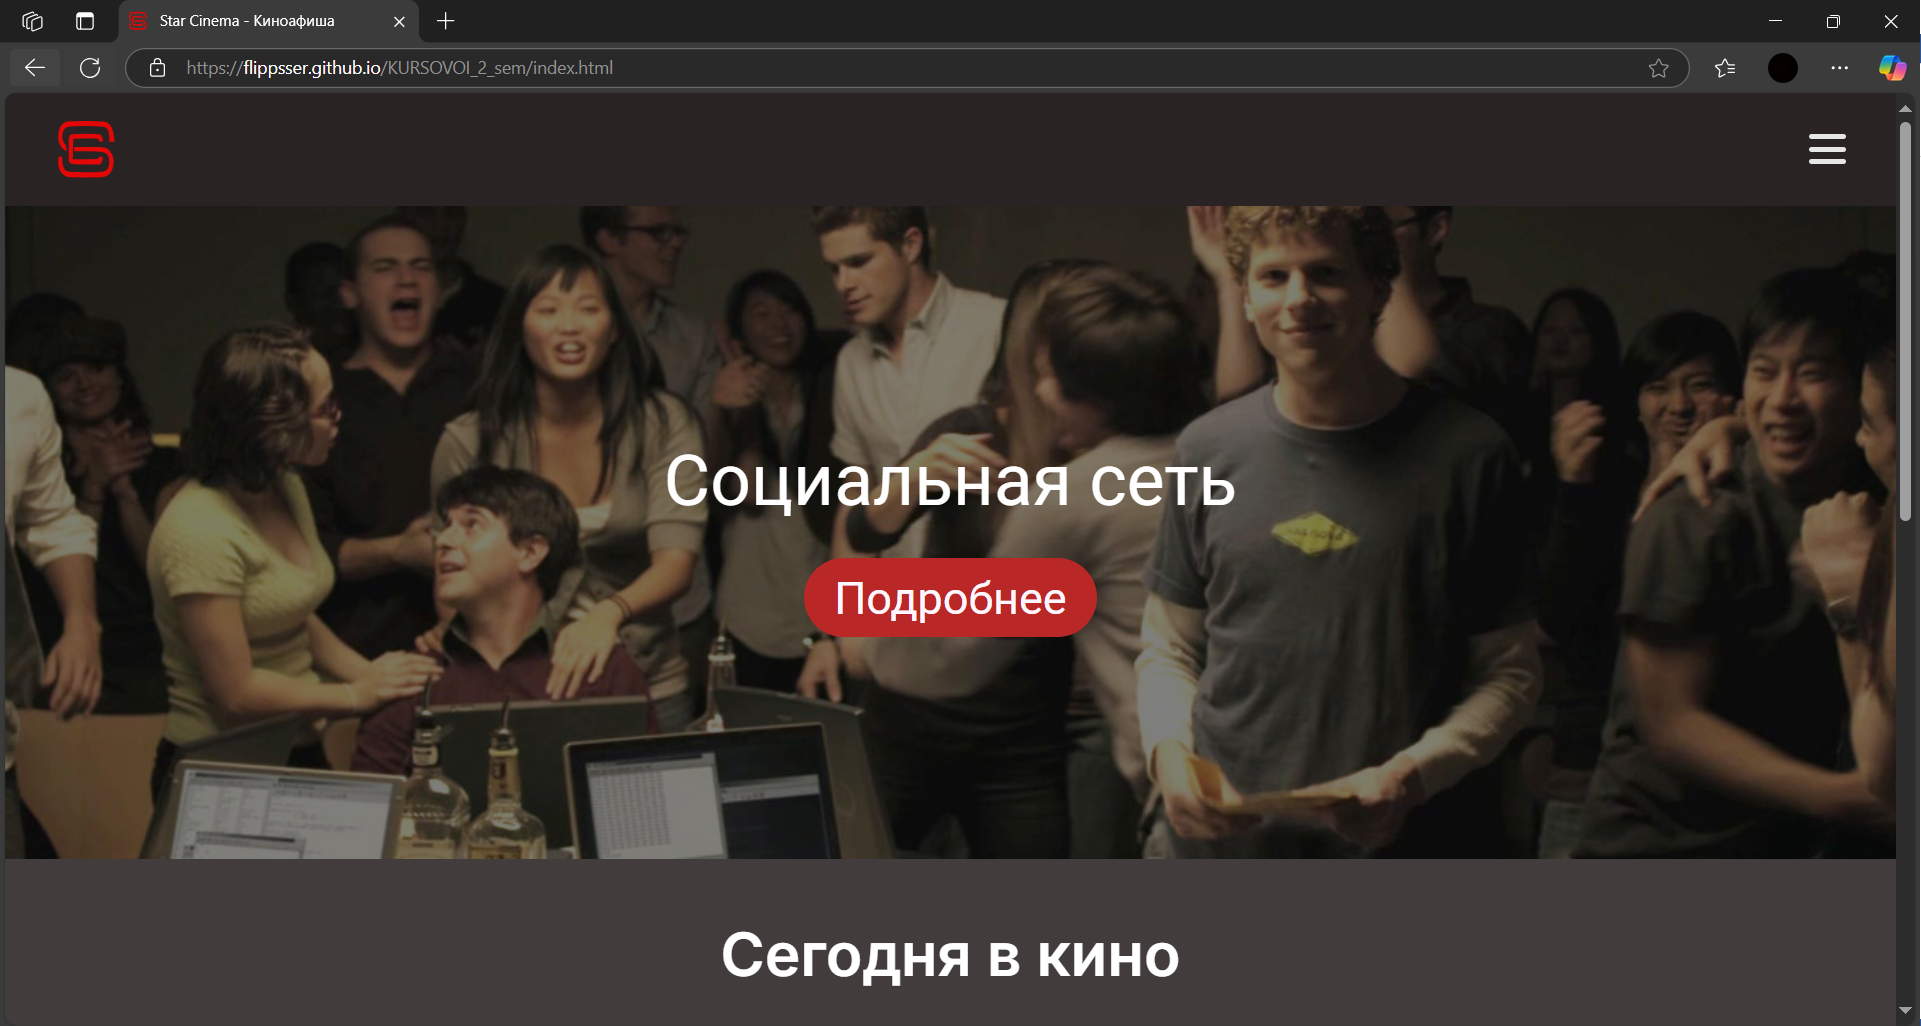 Star Cinema - Киноафиша
https://flippsser.github.io/KURSOVOI_2_sem/index.html
Социальная сеть
Подробнее
Сегодня в кино